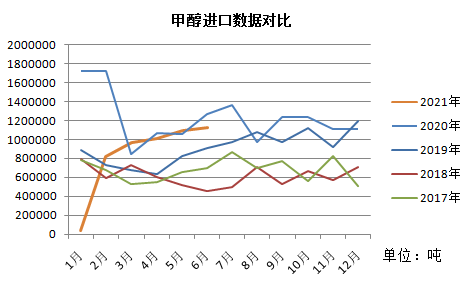 甲醇进口数据对比
2000000
1800000
1600000
1400000
1200000
1000000
800000
600000
400000
200000
0
1月 2月 3月 4月 5月 6月 7月 8月 9月 10月 11月 12月
2021年
2020年
2019年
2018年
2017年
单位：吨